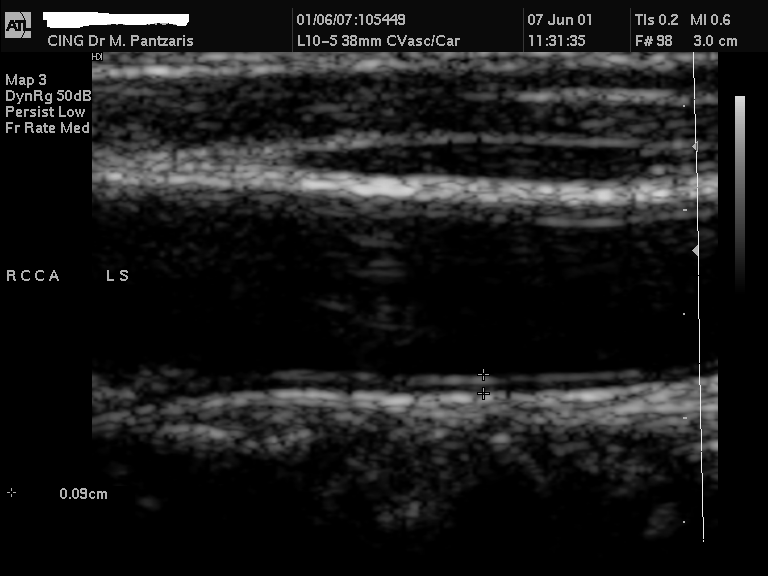 ATL
CING Dr M. Pantzaris
01/06/07:105449
L10-5 38mm CVasc/Car
07 Jun 01
11:31:35
TIs 0.2 MI 0.6
F# 98 3.0 cm
Map 3
DynRg 50dB
Persist Low
Fr Rate Med
RCCA LS
0.09cm